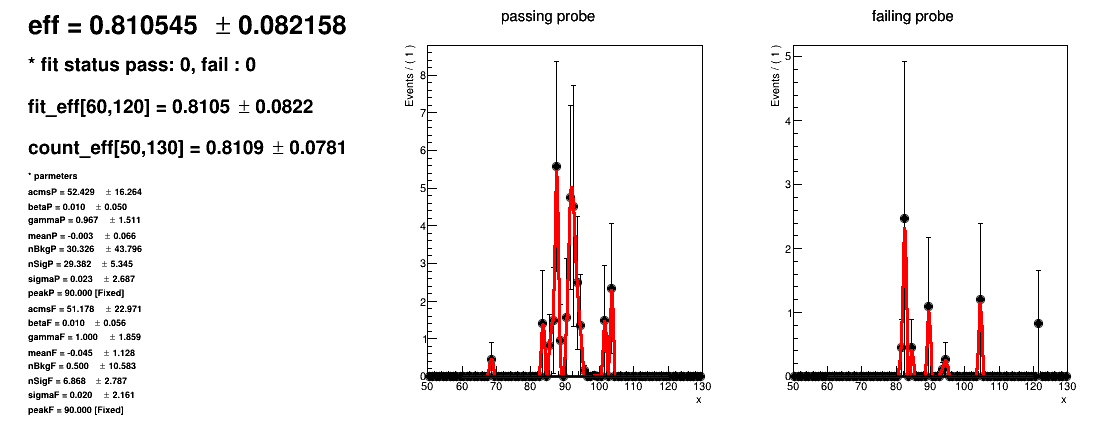 eff = 0.810545 ± 0.082158
* fit status pass: 0, fail : 0
fit_eff[60,120] = 0.8105 ± 0.0822
count_eff[50,130] = 0.8109 ± 0.0781
* parmeters
acmsP = 52.429 ± 16.264
betaP = 0.010 ± 0.050
gammaP = 0.967 ± 1.511
meanP = -0.003 ± 0.066
nBkgP = 30.326 ± 43.796
nSigP = 29.382 ± 5.345
sigmaP = 0.023 ± 2.687
peakP = 90.000 [Fixed]
acmsF = 51.178 ± 22.971
betaF = 0.010 ± 0.056
gammaF = 1.000 ± 1.859
meanF = -0.045 ± 1.128
nBkgF = 0.500 ± 10.583
nSigF = 6.868 ± 2.787
sigmaF = 0.020 ± 2.161
peakF = 90.000 [Fixed]
passing probe
Events / ( 1 )
8
7
6
5
4
3
2
1
0
50 60 70 80 90 100 110 120 130
x
failing probe
Events / ( 1 )
5
4
3
2
1
0
50 60 70 80 90 100 110 120 130
x